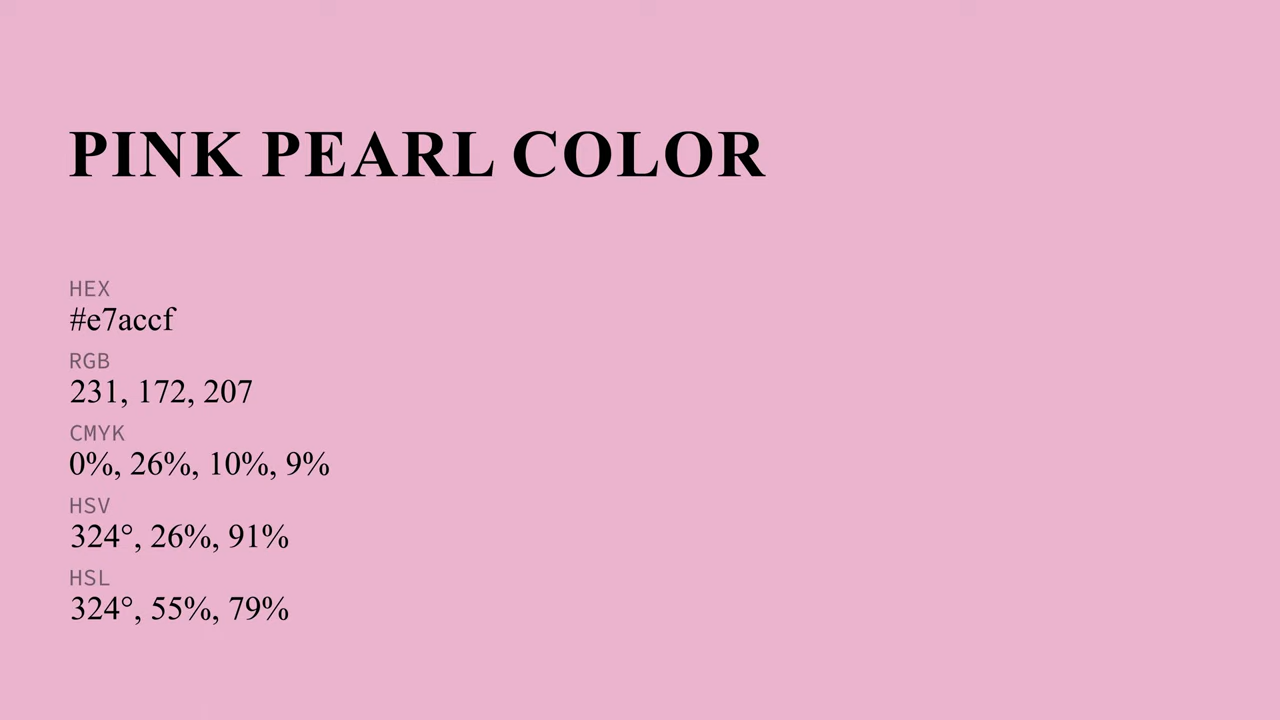 PINK PEARL COLOR
HEX
#e7accf
RGB
231, 172, 207
CMYK
0%, 26%, 10%, 9%
HSV
324°, 26%, 91%
HSL
324°, 55%, 79%